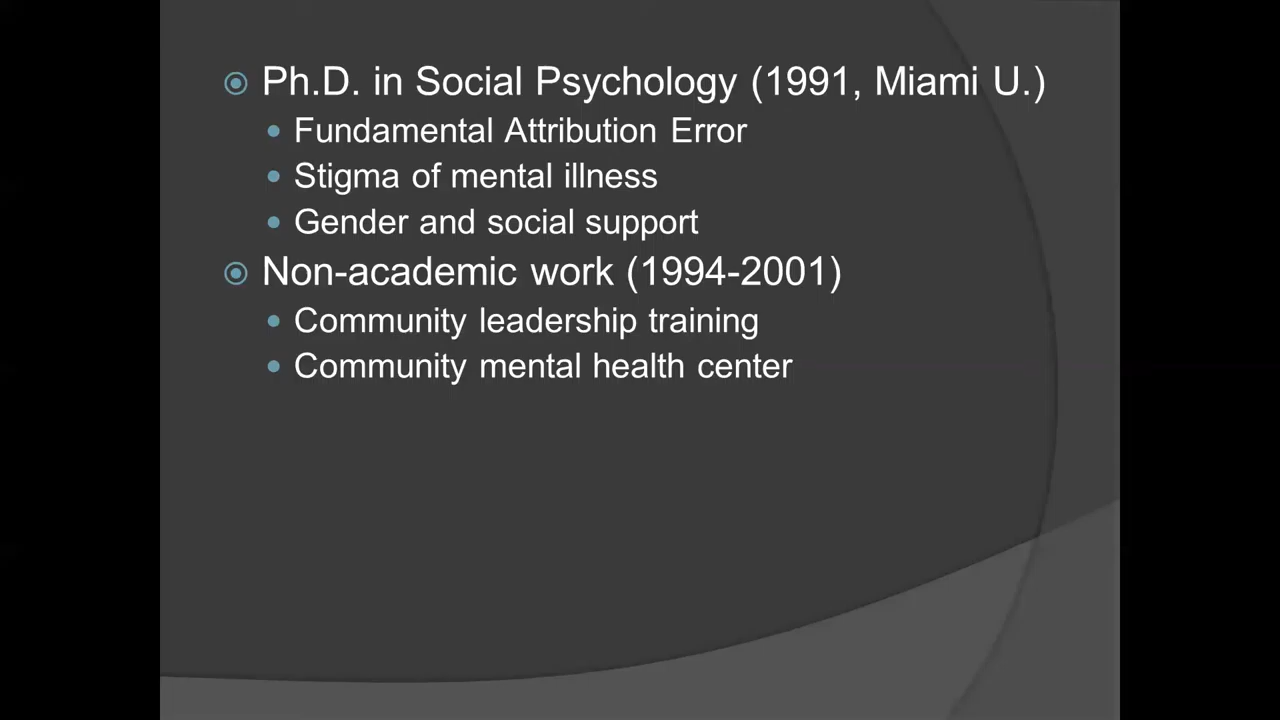 Ph.D. in Social Psychology (1991, Miami U.)
Fundamental Attribution Error
Stigma of mental illness
Gender and social support
Non-academic work (1994-2001)
Community leadership training
Community mental health center